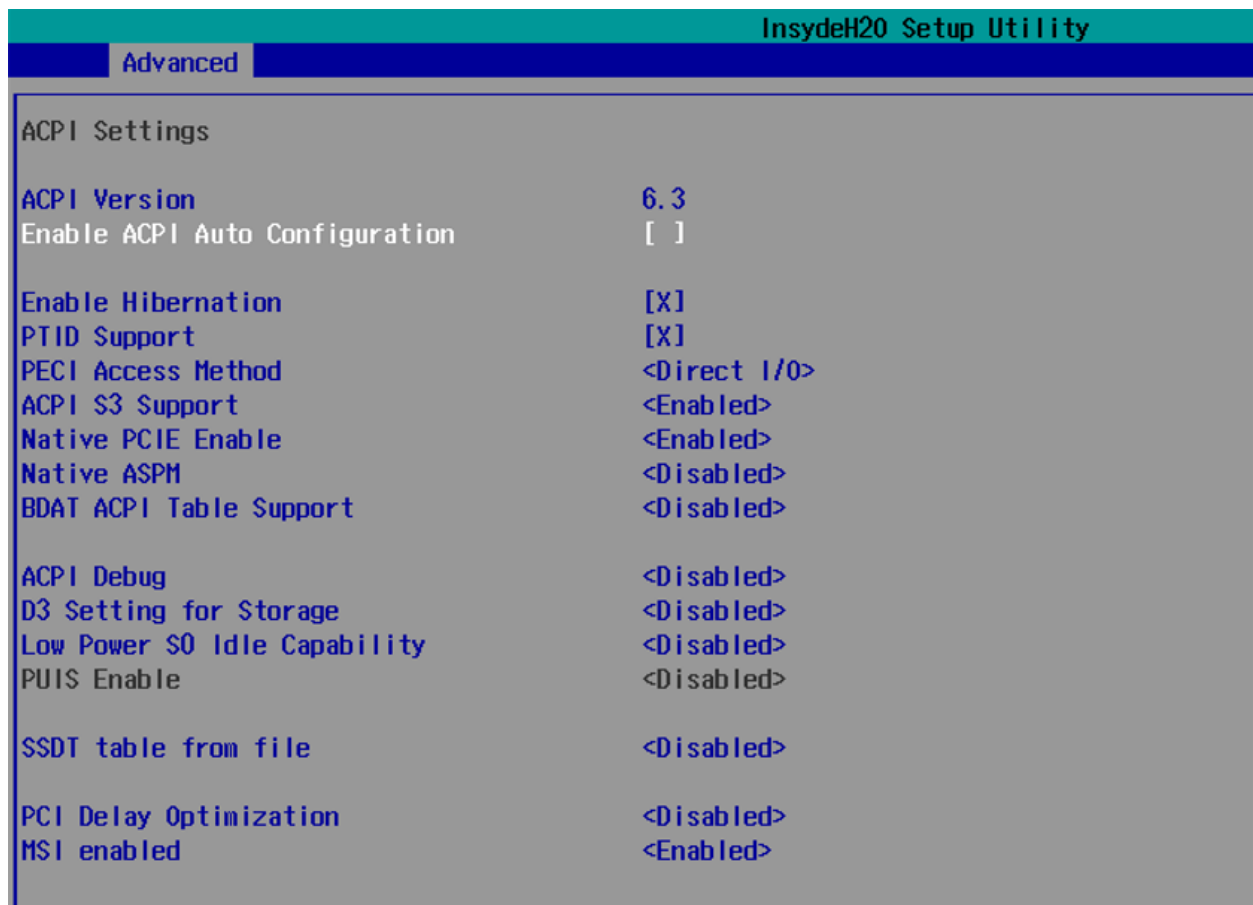 InsydeH20 Setup Utility
Advanced
ACPI Settings
ACPI Version 6.3
Enable ACPI Auto Configuration [ ]
Enable Hibernation [X]
PTID Support [X]
PECI Access Method <Direct I/O>
ACPI S3 Support <Enabled>
Native PCIE Enable <Enabled>
Native ASPM <Disabled>
BDAT ACPI Table Support <Disabled>
ACPI Debug <Disabled>
D3 Setting for Storage <Disabled>
Low Power S0 Idle Capability <Disabled>
PUIS Enable <Disabled>
SSDT table from file <Disabled>
PCI Delay Optimization <Disabled>
MSI enabled <Enabled>